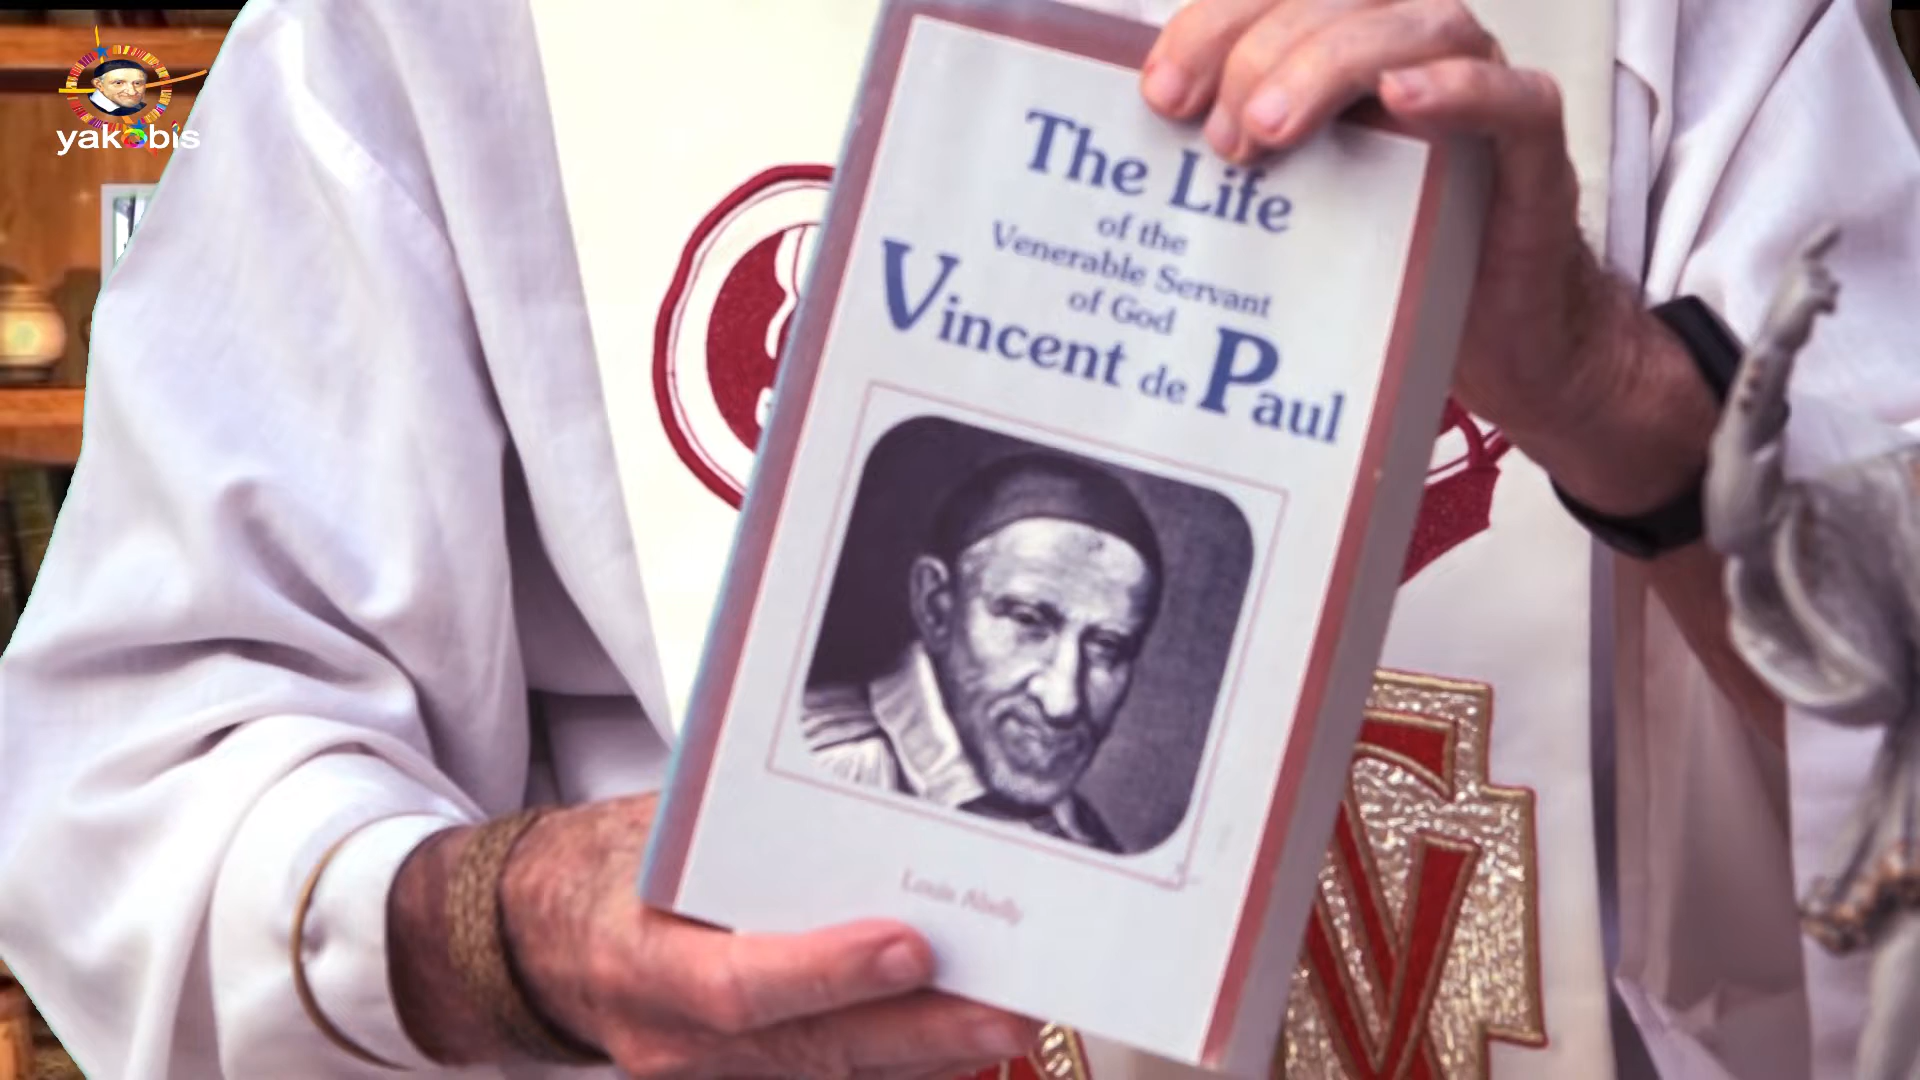 yakobis
The Life
of the
Venerable Servant
of God
Vincent de Paul
Louis Abelly